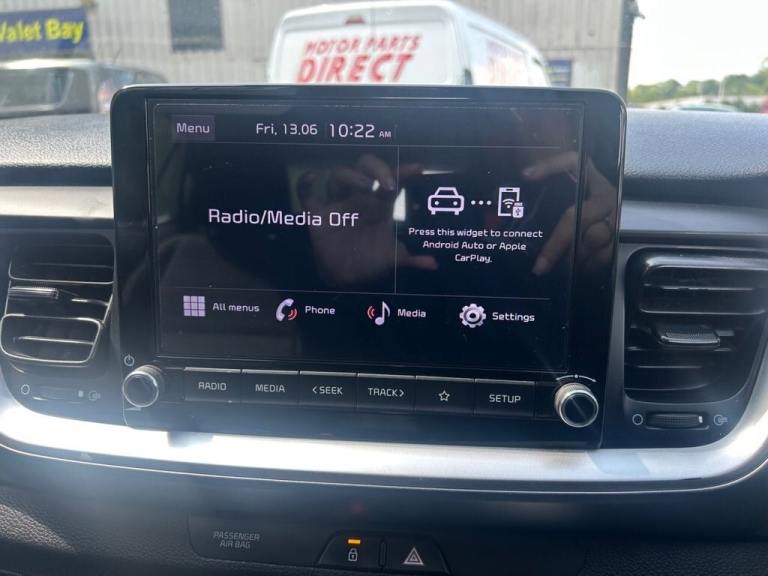 Valet Bay
MOTOR PARTS
DIRECT
Menu
Fri, 13.06 10:22 AM
Radio/Media Off
Press this widget to connect
Android Auto or Apple
CarPlay.
All menus
Phone
Media
Settings
RADIO
MEDIA
< SEEK
TRACK >
SETUP
PASSENGER
AIR BAG